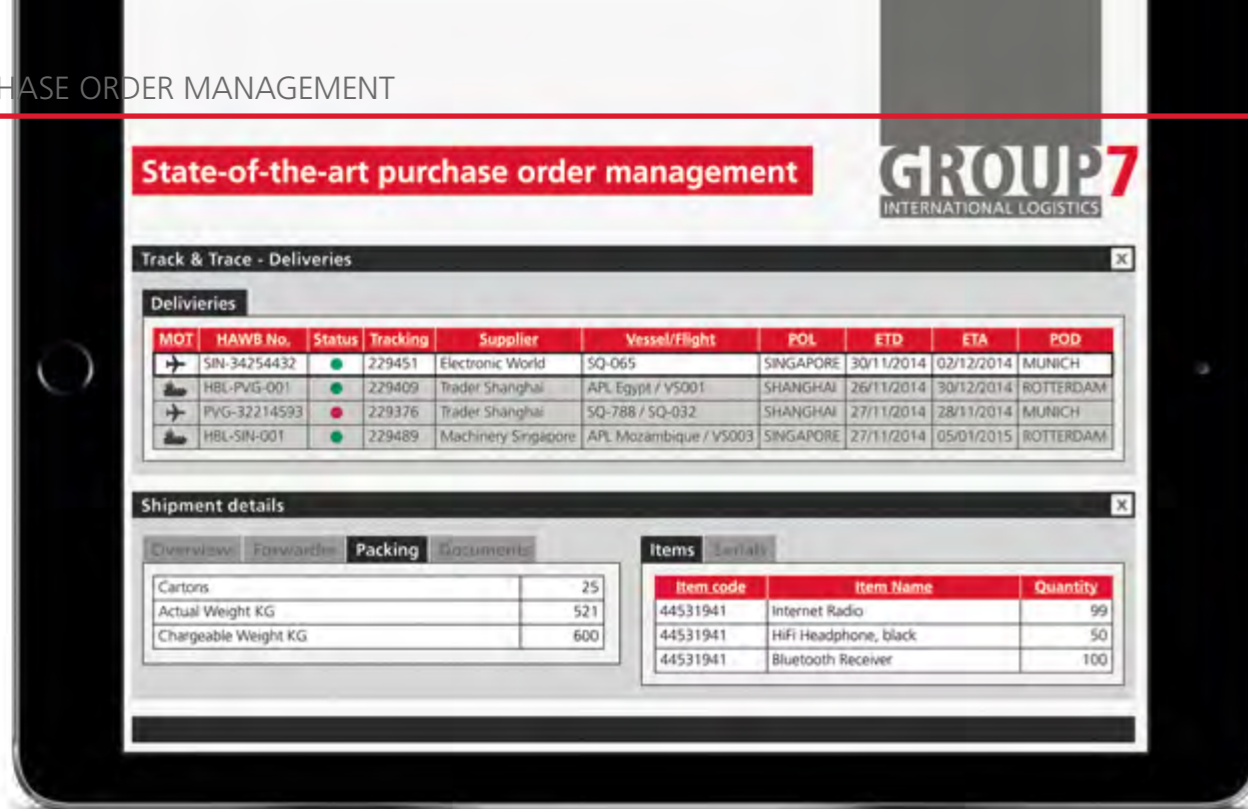 HASE ORDER MANAGEMENT
State-of-the-art purchase order management
GROUP7
INTERNATIONAL LOGISTICS
Track & Trace - Deliveries X
Delivieries
MOT HAWB No. Status Tracking Supplier Vessel/Flight POL ETD ETA POD
SIN-34254432 229451 Electronic World SQ-065 SINGAPORE 30/11/2014 02/12/2014 MUNICH
HBL-PVG-001 229409 Trader Shanghai APL Egypt / VS001 SHANGHAI 26/11/2014 30/12/2014 ROTTERDAM
PVG-32214593 229376 Trader Shanghai SQ-788 / SQ-032 SHANGHAI 27/11/2014 28/11/2014 MUNICH
HBL-SIN-001 229489 Machinery Singapore APL Mozambique / VS003 SINGAPORE 27/11/2014 05/01/2015 ROTTERDAM
Shipment details X
Overview Forwarder Packing Documents
Items Serials
Cartons 25
Actual Weight KG 521
Chargeable Weight KG 600
Item code Item Name Quantity
44531941 Internet Radio 99
44531941 HiFi Headphone, black 50
44531941 Bluetooth Receiver 100